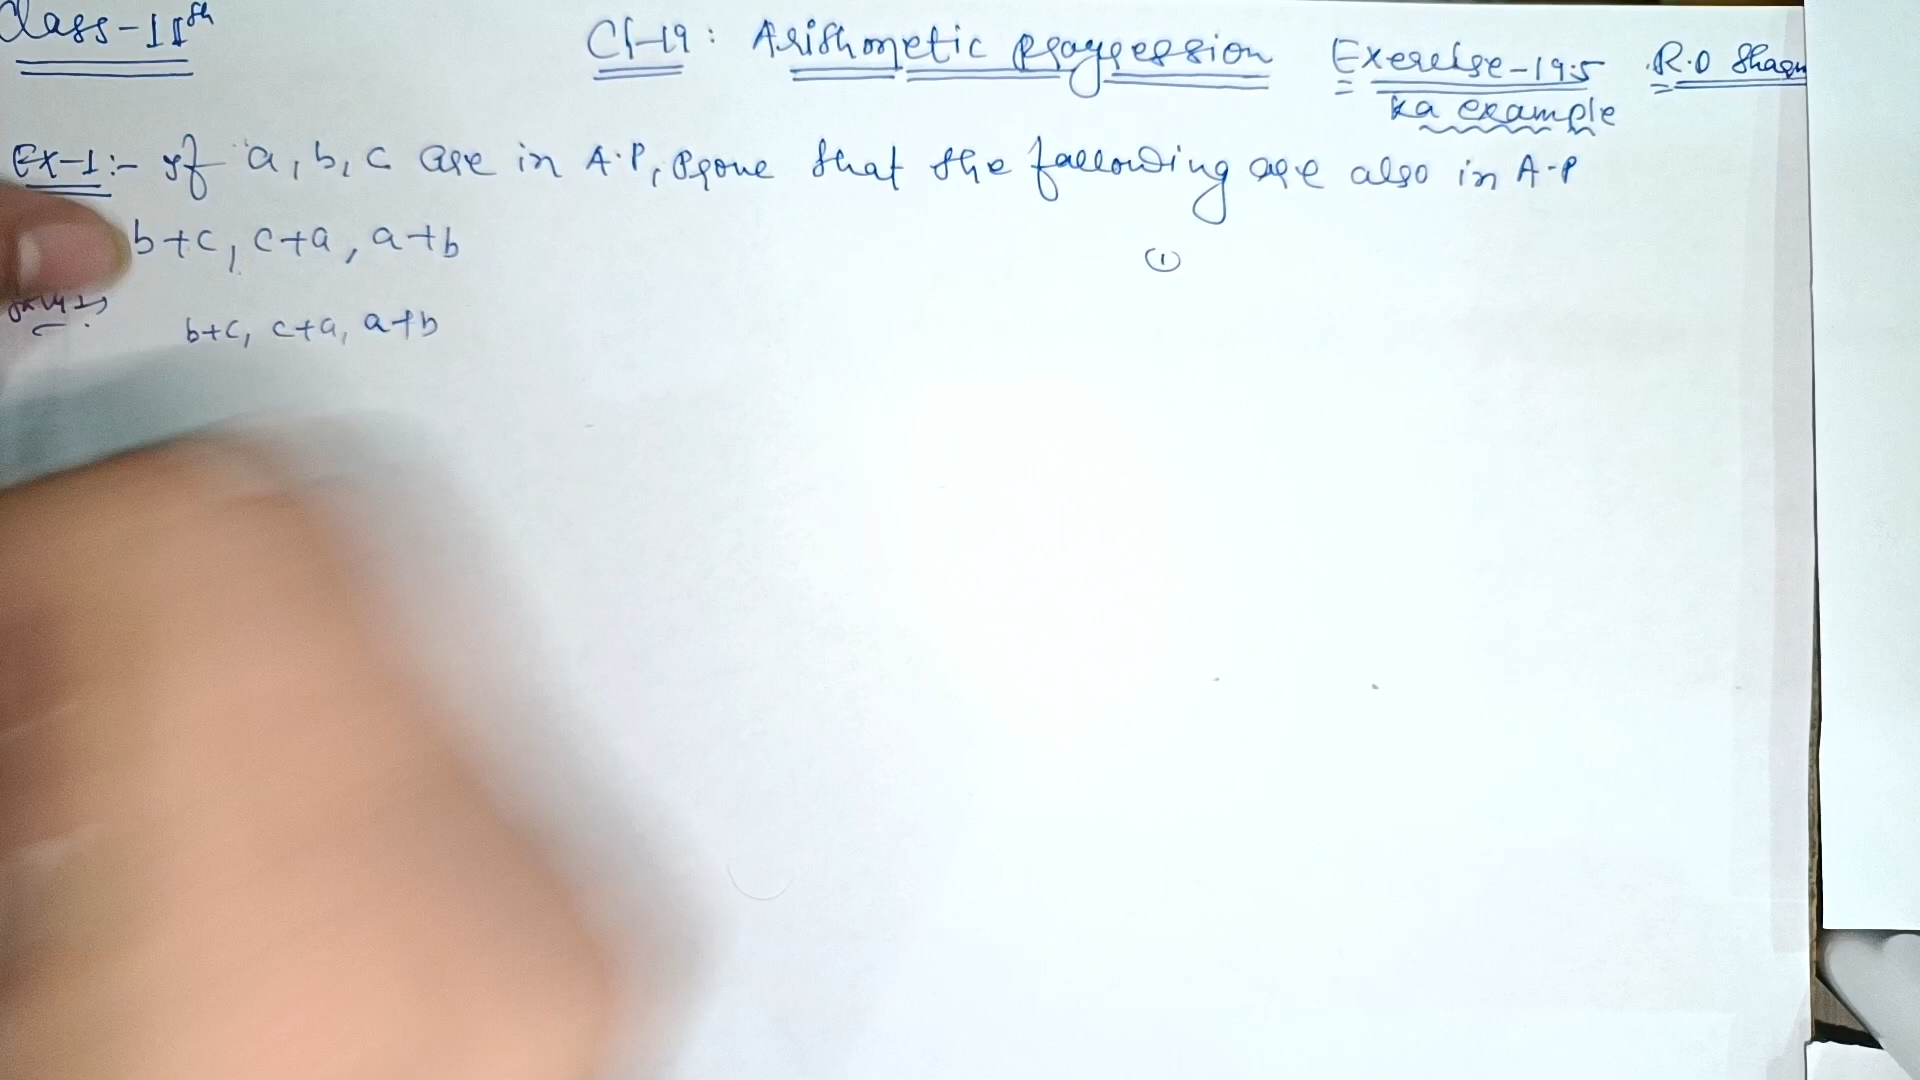 Class-11th
Ch-19: Arithmetic progression Exercise-19.5 R.D Sharm
ka example
Ex-1:- If a, b, c are in A.P, Prove that the following are also in A.P
b+c, c+a, a+b
①
b+c, c+a, a+b